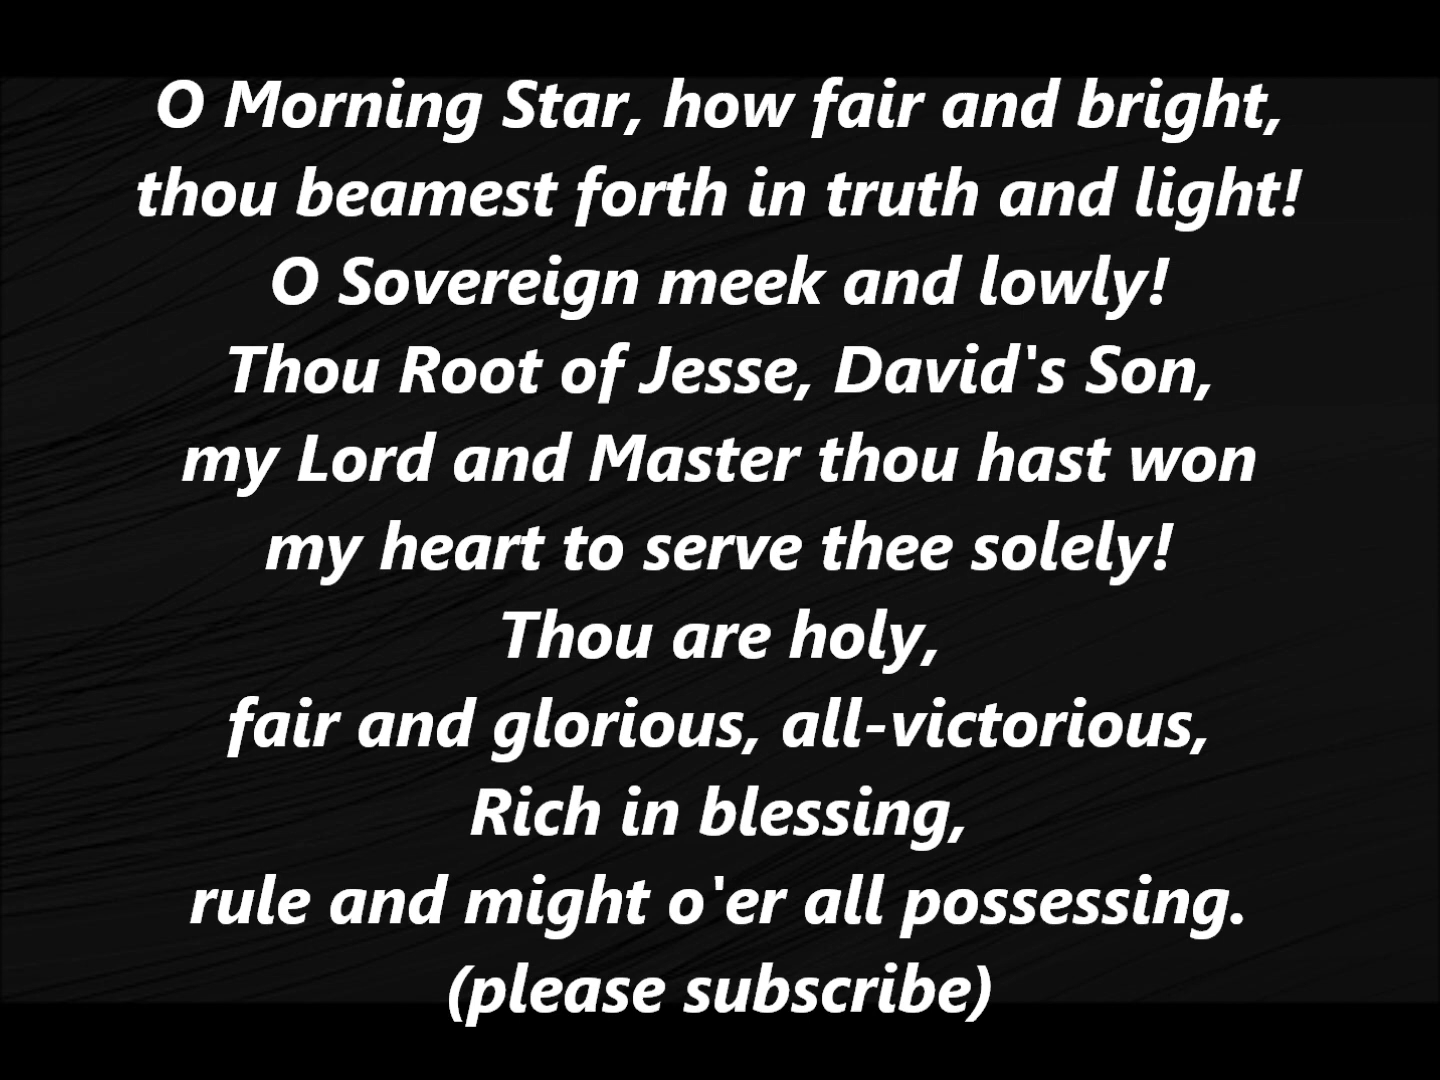 O Morning Star, how fair and bright,
thou beamest forth in truth and light!
O Sovereign meek and lowly!
Thou Root of Jesse, David's Son,
my Lord and Master thou hast won
my heart to serve thee solely!
Thou are holy,
fair and glorious, all-victorious,
Rich in blessing,
rule and might o'er all possessing.
(please subscribe)